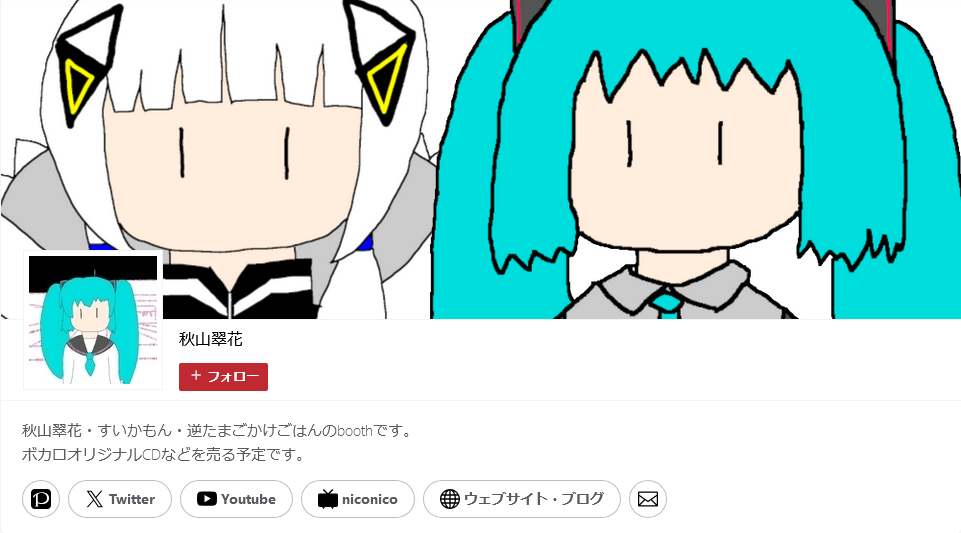 秋山翠花
＋ フォロー
秋山翠花・すいかもん・逆たまごかけごはんのboothです。
ボカロオリジナルCDなどを売る予定です。
Twitter
Youtube
niconico
ウェブサイト・ブログ